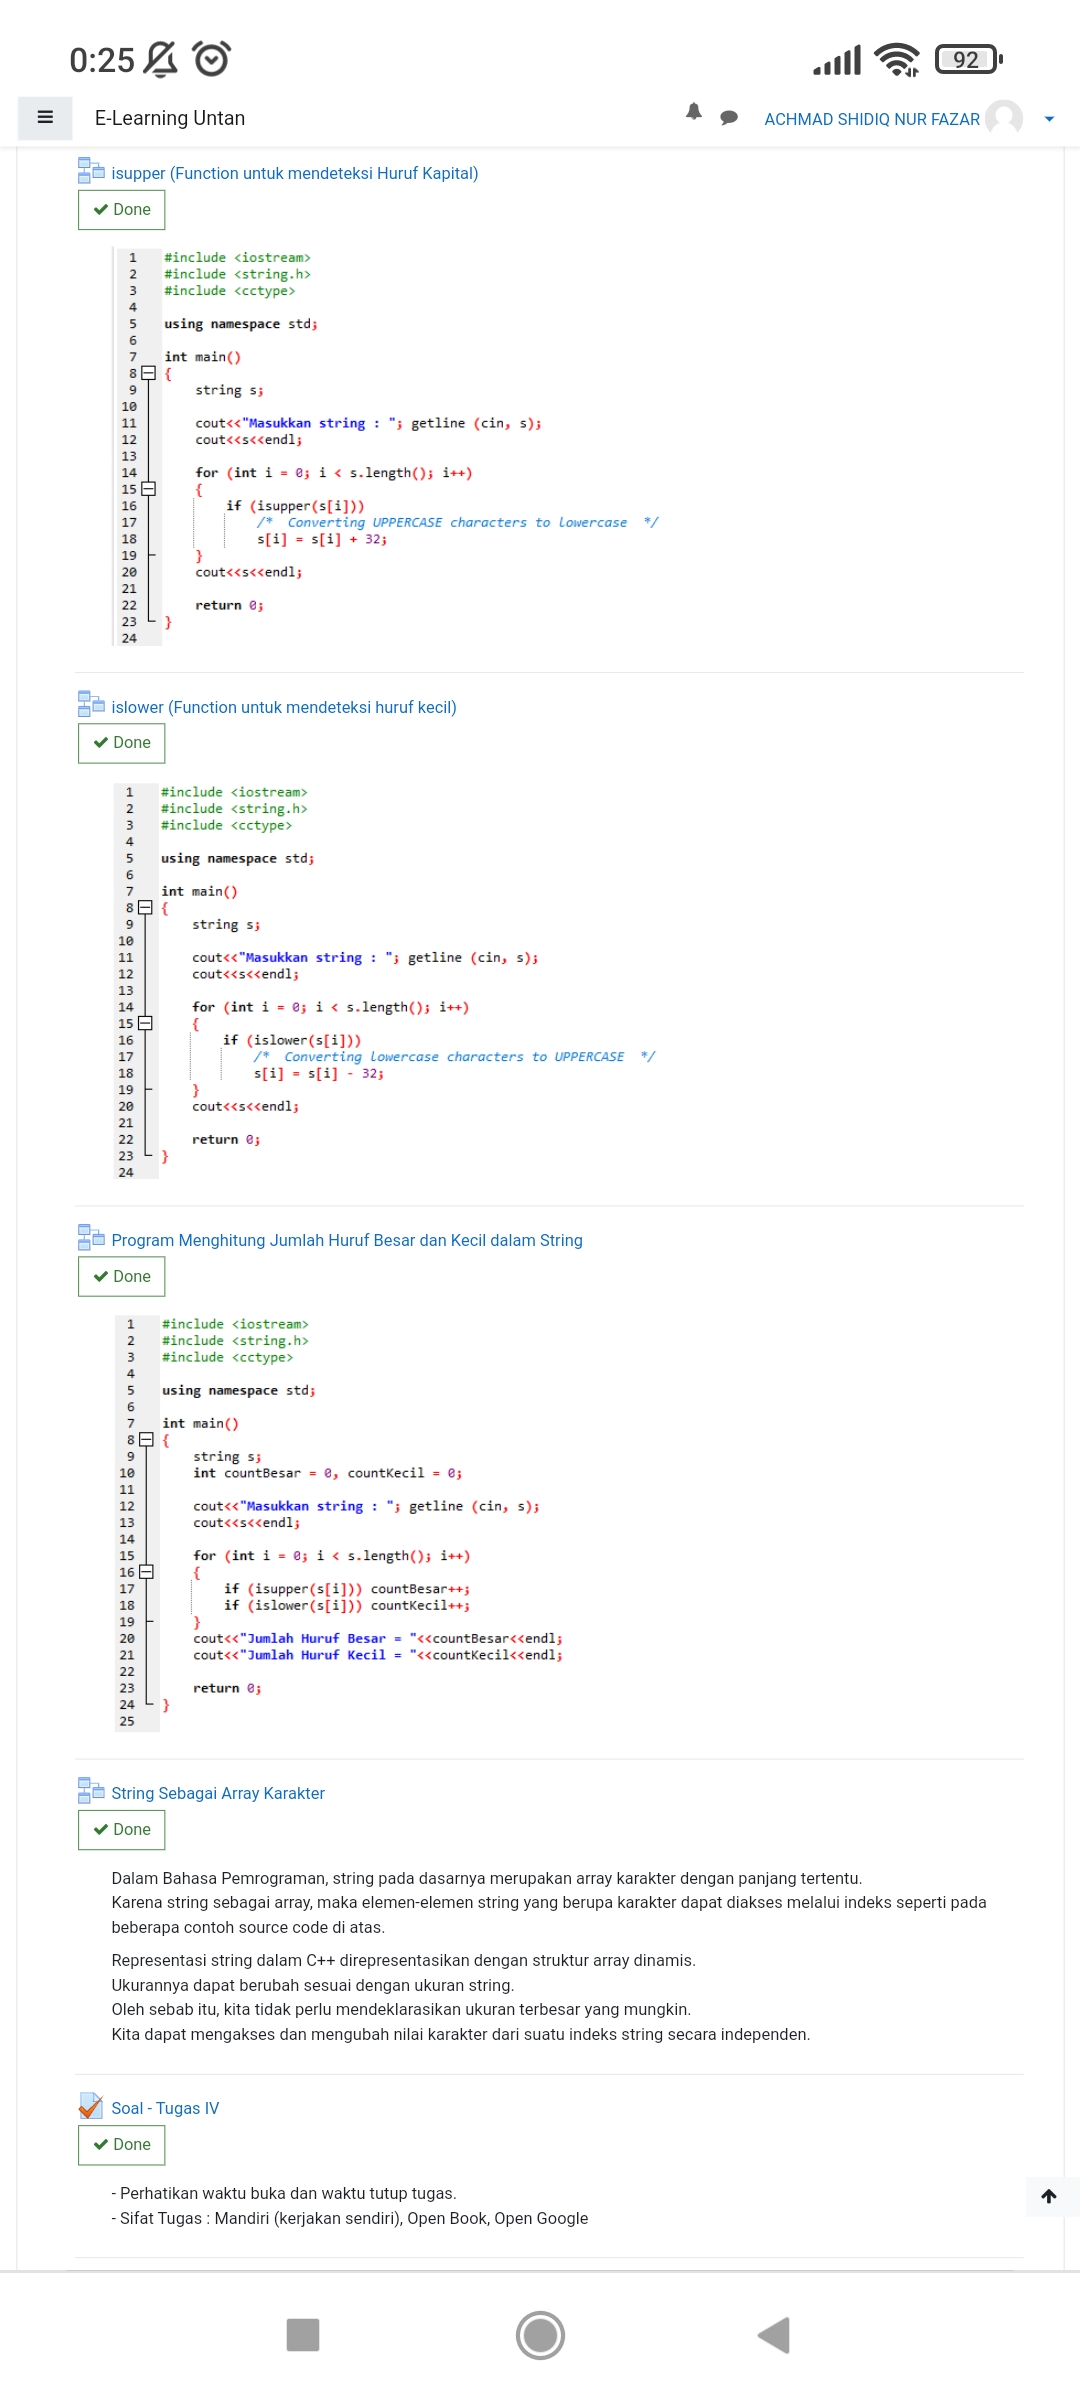 0:25
92
E-Learning Untan
ACHMAD SHIDIQ NUR FAZAR
isupper (Function untuk mendeteksi Huruf Kapital)
Done
1 #include <iostream>
2 #include <string.h>
3 #include <cctype>
4
5 using namespace std;
6
7 int main()
8 {
9 string s;
10
11 cout<<"Masukkan string : "; getline (cin, s);
12 cout<<s<<endl;
13
14 for (int i = 0; i < s.length(); i++)
15 {
16 if (isupper(s[i]))
17 /* Converting UPPERCASE characters to lowercase */
18 s[i] = s[i] + 32;
19 }
20 cout<<s<<endl;
21
22 return 0;
23 }
24
islower (Function untuk mendeteksi huruf kecil)
Done
1 #include <iostream>
2 #include <string.h>
3 #include <cctype>
4
5 using namespace std;
6
7 int main()
8 {
9 string s;
10
11 cout<<"Masukkan string : "; getline (cin, s);
12 cout<<s<<endl;
13
14 for (int i = 0; i < s.length(); i++)
15 {
16 if (islower(s[i]))
17 /* Converting lowercase characters to UPPERCASE */
18 s[i] = s[i] - 32;
19 }
20 cout<<s<<endl;
21
22 return 0;
23 }
24
Program Menghitung Jumlah Huruf Besar dan Kecil dalam String
Done
1 #include <iostream>
2 #include <string.h>
3 #include <cctype>
4
5 using namespace std;
6
7 int main()
8 {
9 string s;
10 int countBesar = 0, countKecil = 0;
11
12 cout<<"Masukkan string : "; getline (cin, s);
13 cout<<s<<endl;
14
15 for (int i = 0; i < s.length(); i++)
16 {
17 if (isupper(s[i])) countBesar++;
18 if (islower(s[i])) countKecil++;
19 }
20 cout<<"Jumlah Huruf Besar = "<<countBesar<<endl;
21 cout<<"Jumlah Huruf Kecil = "<<countKecil<<endl;
22
23 return 0;
24 }
25
String Sebagai Array Karakter
Done
Dalam Bahasa Pemrograman, string pada dasarnya merupakan array karakter dengan panjang tertentu.
Karena string sebagai array, maka elemen-elemen string yang berupa karakter dapat diakses melalui indeks seperti pada
beberapa contoh source code di atas.
Representasi string dalam C++ direpresentasikan dengan struktur array dinamis.
Ukurannya dapat berubah sesuai dengan ukuran string.
Oleh sebab itu, kita tidak perlu mendeklarasikan ukuran terbesar yang mungkin.
Kita dapat mengakses dan mengubah nilai karakter dari suatu indeks string secara independen.
Soal - Tugas IV
Done
- Perhatikan waktu buka dan waktu tutup tugas.
- Sifat Tugas : Mandiri (kerjakan sendiri), Open Book, Open Google